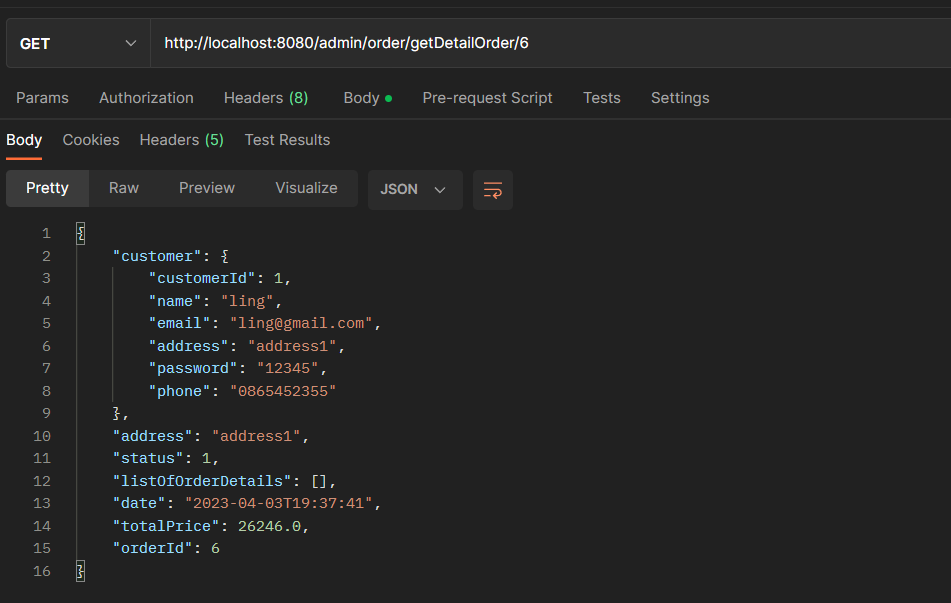 GET http://localhost:8080/admin/order/getDetailOrder/6
Params Authorization Headers (8) Body Pre-request Script Tests Settings
Body Cookies Headers (5) Test Results
Pretty Raw Preview Visualize JSON
1 {
2 "customer": {
3 "customerId": 1,
4 "name": "ling",
5 "email": "ling@gmail.com",
6 "address": "address1",
7 "password": "12345",
8 "phone": "0865452355"
9 },
10 "address": "address1",
11 "status": 1,
12 "listOfOrderDetails": [],
13 "date": "2023-04-03T19:37:41",
14 "totalPrice": 26246.0,
15 "orderId": 6
16 }